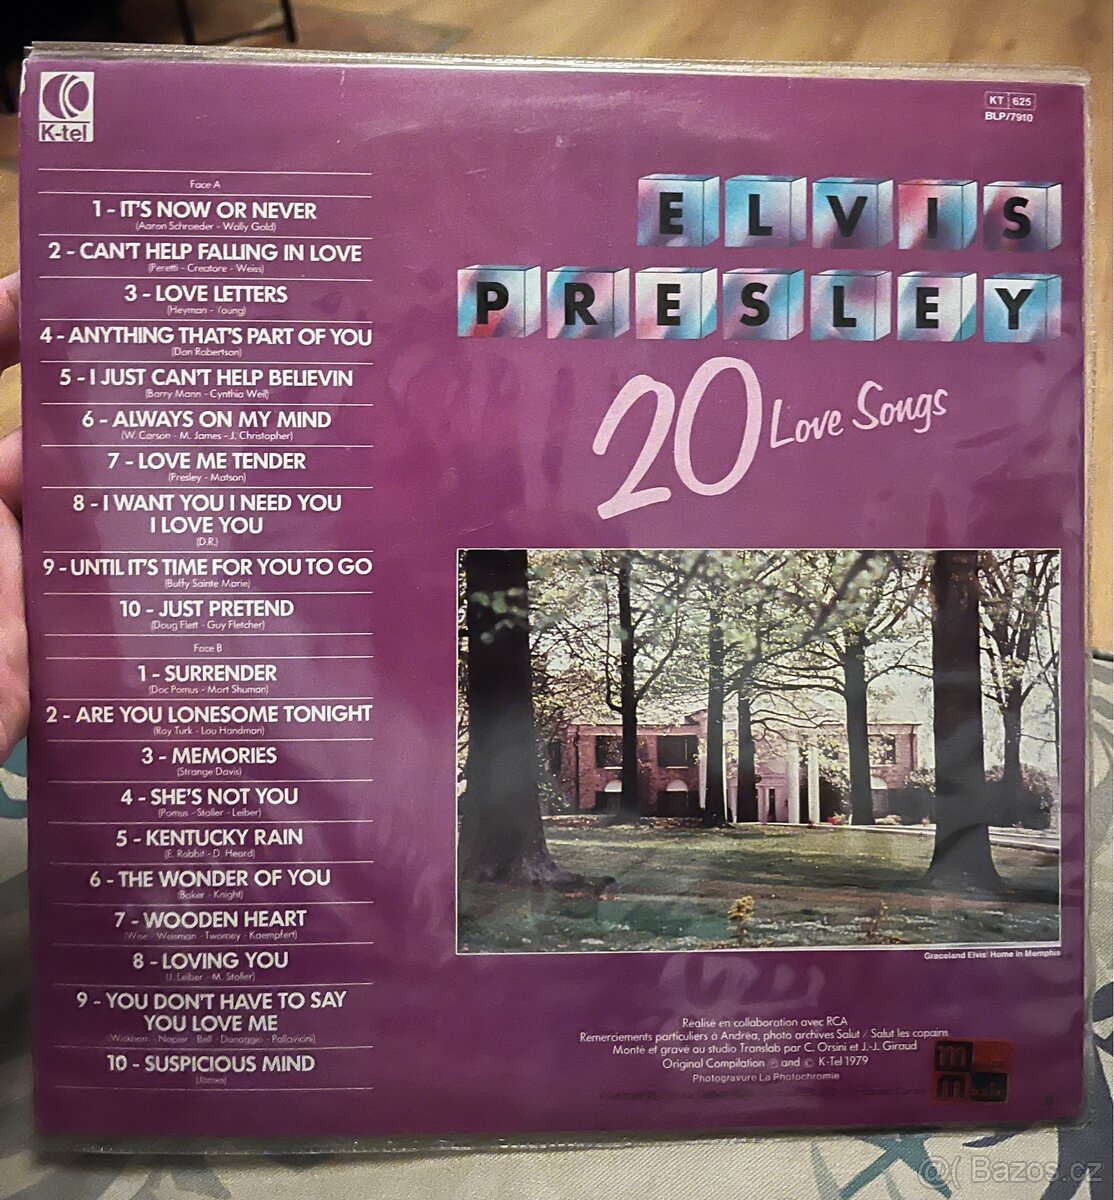 K-tel
KT 625
BLP/7910
ELVIS
PRESLEY
20 Love Songs
Face A
1 - IT'S NOW OR NEVER
(Aaron Schroeder - Wally Gold)
2 - CAN'T HELP FALLING IN LOVE
(Peretti - Creatore - Weiss)
3 - LOVE LETTERS
(Heyman - Young)
4 - ANYTHING THAT'S PART OF YOU
(Don Robertson)
5 - I JUST CAN'T HELP BELIEVIN
(Barry Mann - Cynthia Weil)
6 - ALWAYS ON MY MIND
(W. Carson - M. James - J. Christopher)
7 - LOVE ME TENDER
(Presley - Matson)
8 - I WANT YOU I NEED YOU
I LOVE YOU
(D.R.)
9 - UNTIL IT'S TIME FOR YOU TO GO
(Buffy Sainte Marie)
10 - JUST PRETEND
(Doug Flett - Guy Fletcher)
Face B
1 - SURRENDER
(Doc Pomus - Mort Shuman)
2 - ARE YOU LONESOME TONIGHT
(Roy Turk - Lou Handman)
3 - MEMORIES
(Strange Davis)
4 - SHE'S NOT YOU
(Pomus - Stoller - Leiber)
5 - KENTUCKY RAIN
(E. Rabbit - D. Heard)
6 - THE WONDER OF YOU
(Baker - Knight)
7 - WOODEN HEART
(Wise - Weisman - Twomey - Kaempfert)
8 - LOVING YOU
(J. Leiber - M. Stoller)
9 - YOU DON'T HAVE TO SAY
YOU LOVE ME
(Wickham - Napier - Bell - Donaggio - Pallavicini)
10 - SUSPICIOUS MIND
(James)
Graceland Elvis' Home in Memphis
Réalisé en collaboration avec RCA
Remerciements particuliers à Andréa, photo archives Salut / Salut les copains
Monté et gravé au studio Translab par C. Orsini et J.-J. Giraud
Original Compilation ℗ and © K-Tel 1979
Photogravure La Photochromie
@( Bazos.cz